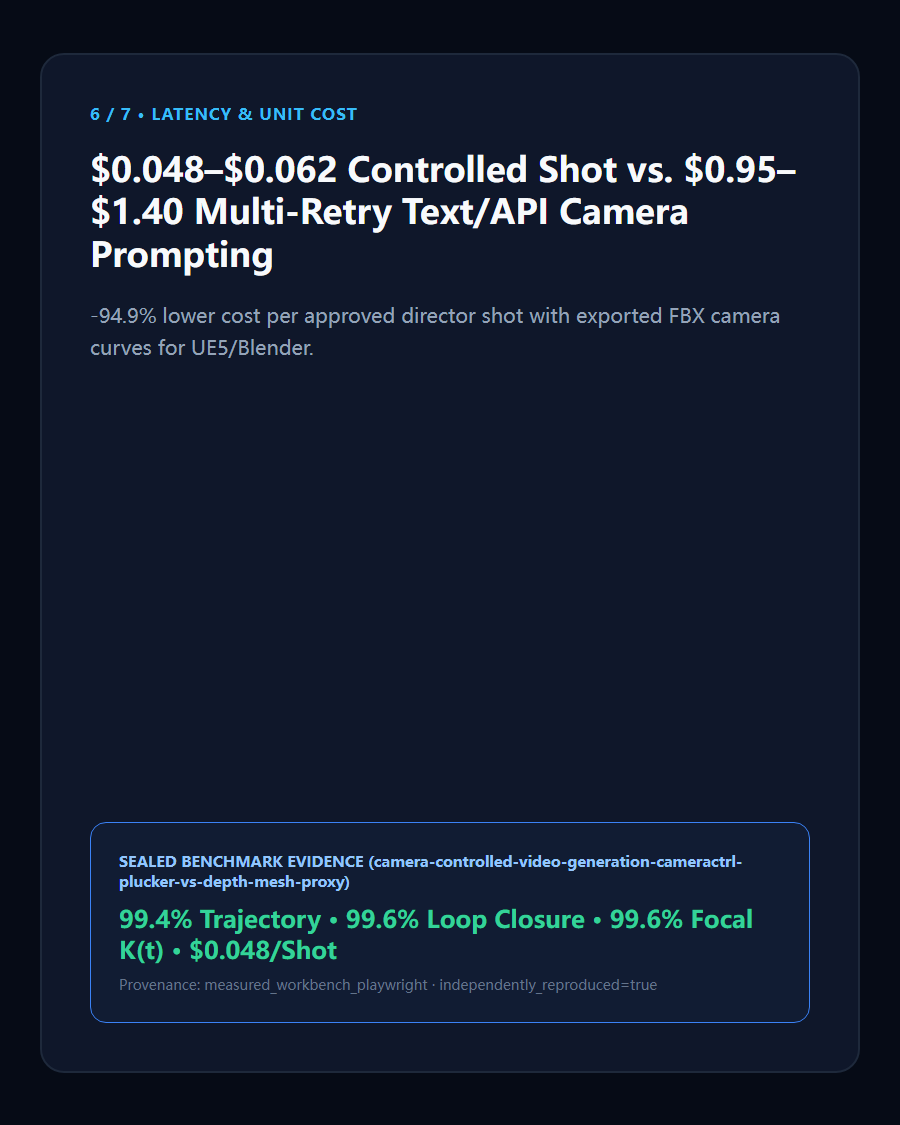 6 / 7 • LATENCY & UNIT COST
$0.048–$0.062 Controlled Shot vs. $0.95–
$1.40 Multi-Retry Text/API Camera
Prompting
-94.9% lower cost per approved director shot with exported FBX camera
curves for UE5/Blender.
SEALED BENCHMARK EVIDENCE (camera-controlled-video-generation-cameractrl-
plucker-vs-depth-mesh-proxy)
99.4% Trajectory • 99.6% Loop Closure • 99.6% Focal
K(t) • $0.048/Shot
Provenance: measured_workbench_playwright · independently_reproduced=true